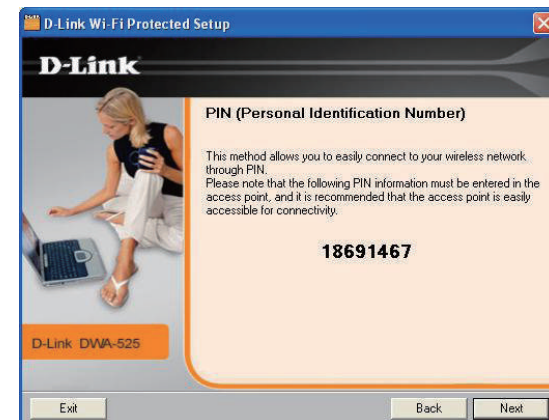 D-Link Wi-Fi Protected Setup
D-Link
PIN (Personal Identification Number)
This method allows you to easily connect to your wireless network
through PIN.
Please note that the following PIN information must be entered in the
access point, and it is recommended that the access point is easily
accessible for connectivity.
18691467
D-Link DWA-525
Exit
Back
Next